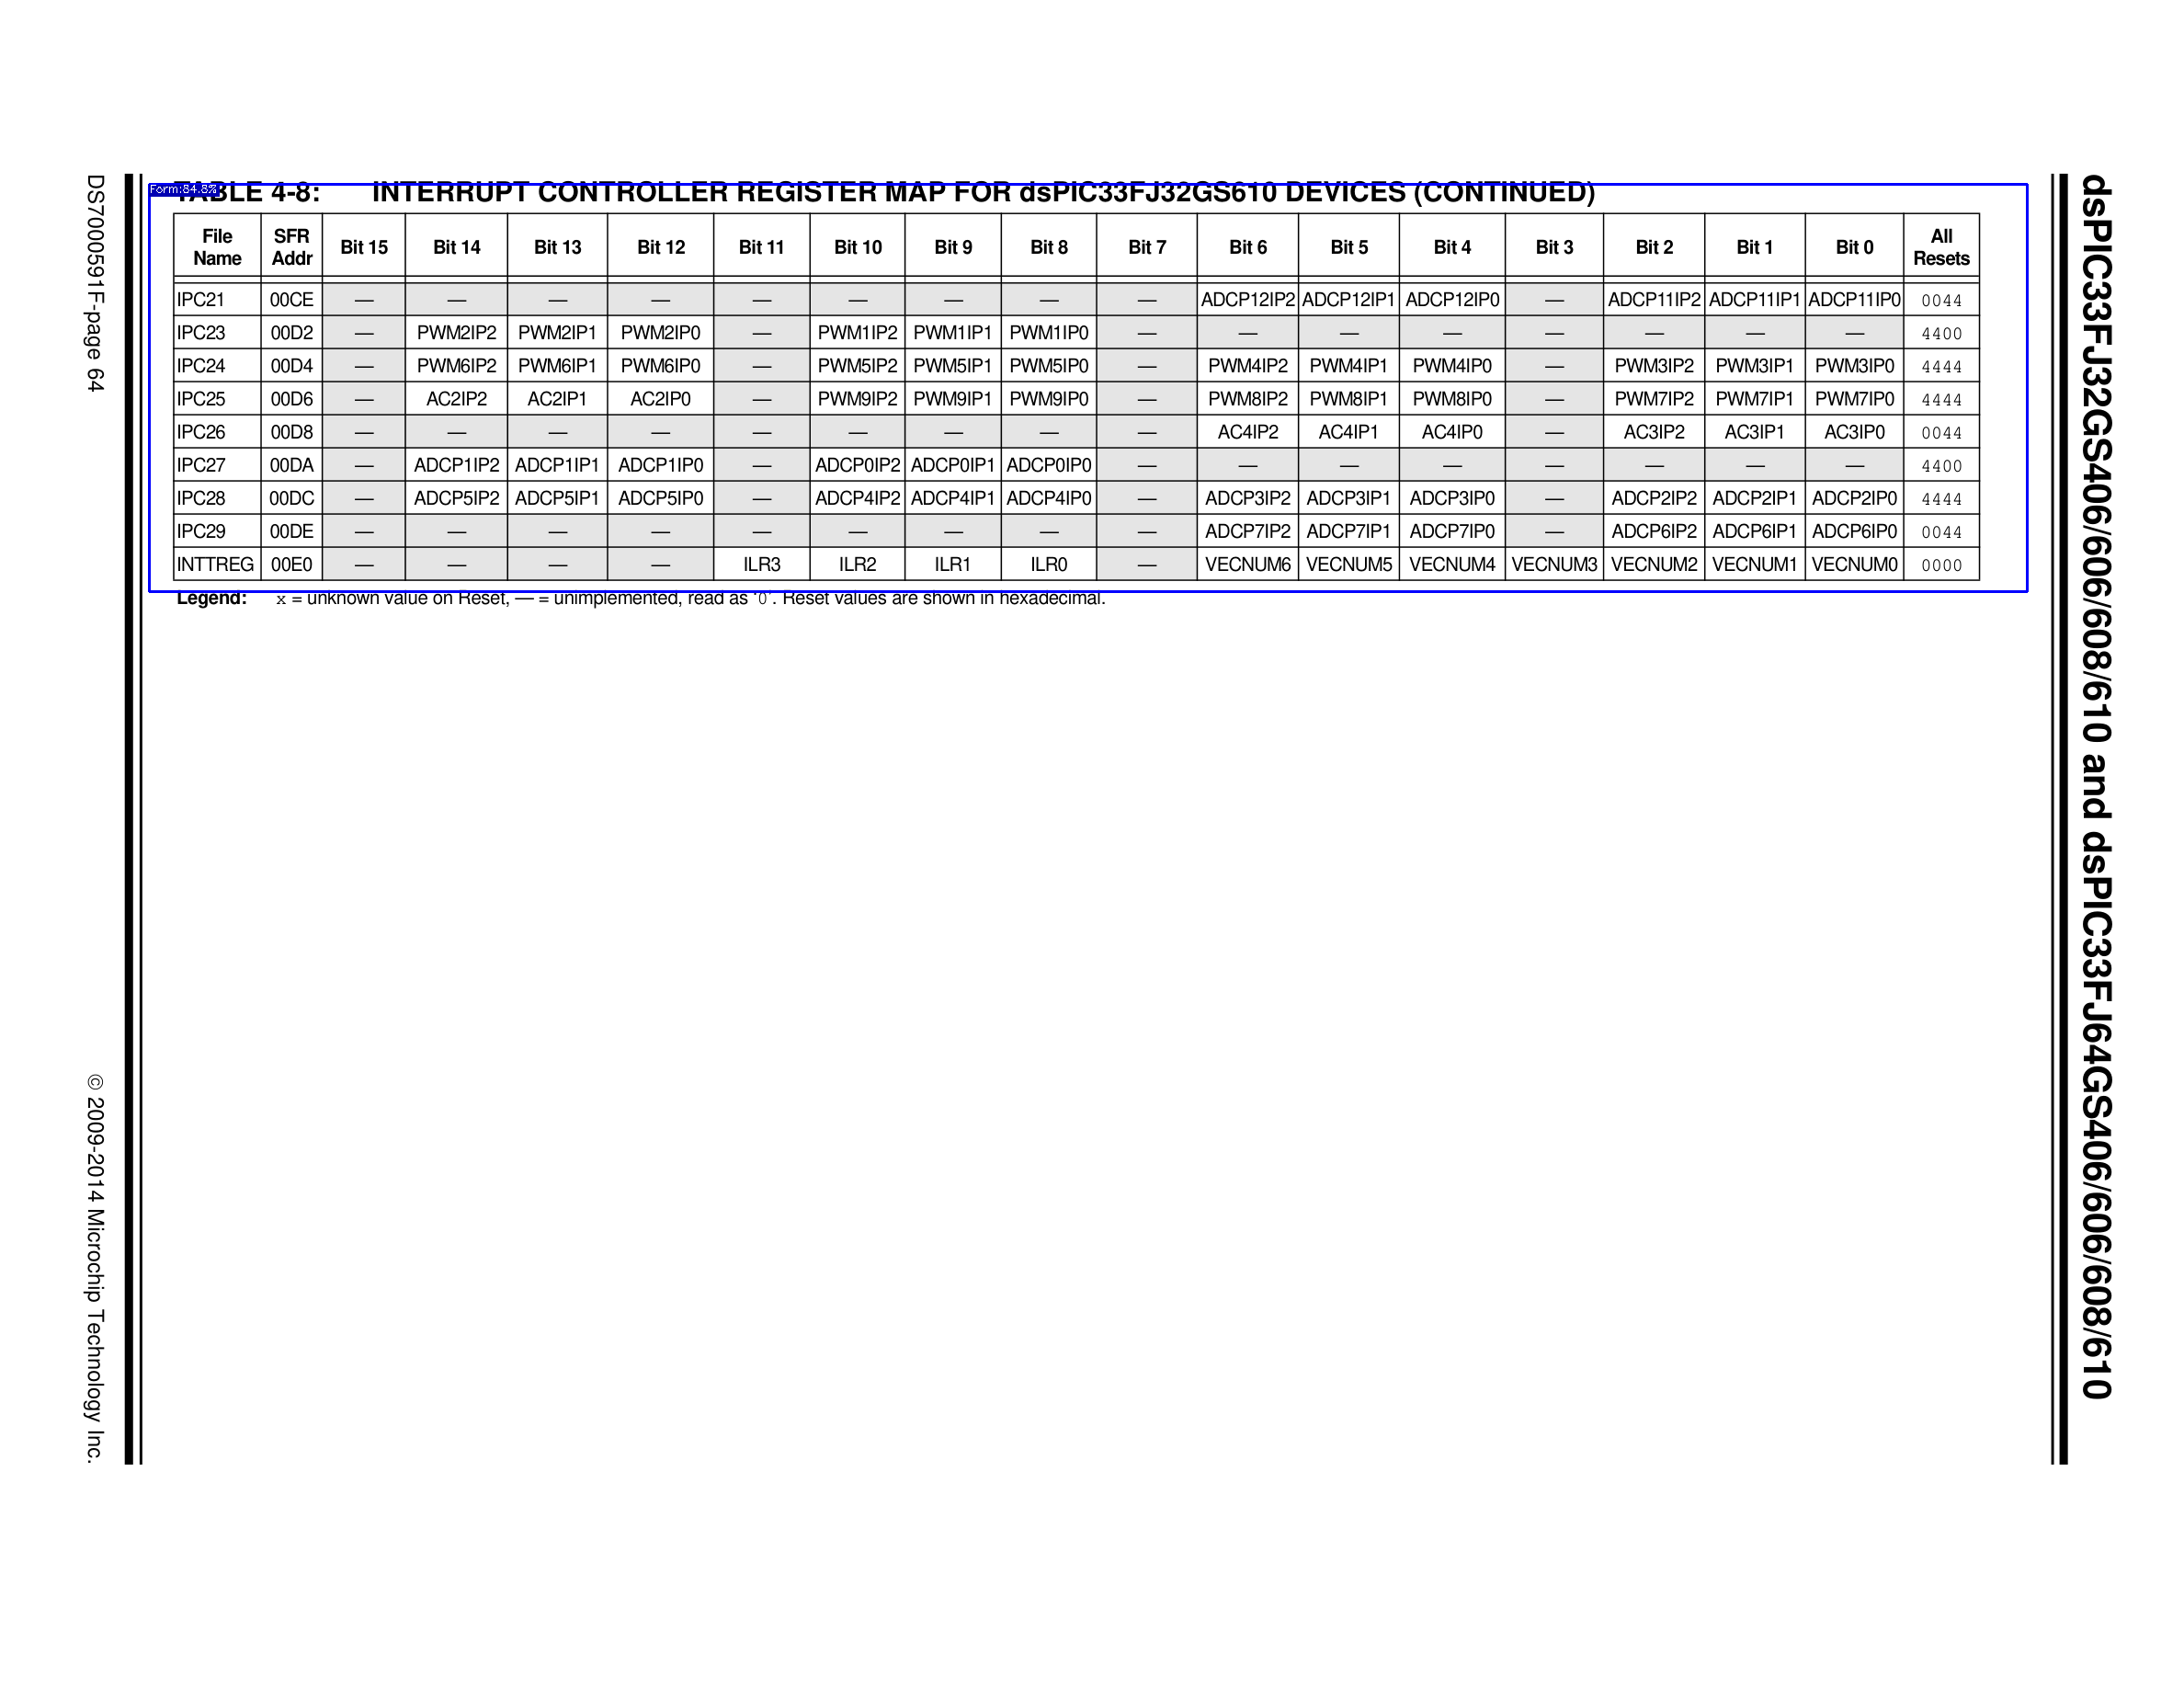 dsPIC33FJ32GS406/606/608/610 and dsPIC33FJ64GS406/606/608/610
Form:84.8%
TABLE 4-8: INTERRUPT CONTROLLER REGISTER MAP FOR dsPIC33FJ32GS610 DEVICES (CONTINUED)
File Name SFR Addr Bit 15 Bit 14 Bit 13 Bit 12 Bit 11 Bit 10 Bit 9 Bit 8 Bit 7 Bit 6 Bit 5 Bit 4 Bit 3 Bit 2 Bit 1 Bit 0 All Resets
IPC21 00CE — — — — — — — — — ADCP12IP2 ADCP12IP1 ADCP12IP0 — ADCP11IP2 ADCP11IP1 ADCP11IP0 0044
IPC23 00D2 — PWM2IP2 PWM2IP1 PWM2IP0 — PWM1IP2 PWM1IP1 PWM1IP0 — — — — — — — — 4400
IPC24 00D4 — PWM6IP2 PWM6IP1 PWM6IP0 — PWM5IP2 PWM5IP1 PWM5IP0 — PWM4IP2 PWM4IP1 PWM4IP0 — PWM3IP2 PWM3IP1 PWM3IP0 4444
IPC25 00D6 — AC2IP2 AC2IP1 AC2IP0 — PWM9IP2 PWM9IP1 PWM9IP0 — PWM8IP2 PWM8IP1 PWM8IP0 — PWM7IP2 PWM7IP1 PWM7IP0 4444
IPC26 00D8 — — — — — — — — — AC4IP2 AC4IP1 AC4IP0 — AC3IP2 AC3IP1 AC3IP0 0044
IPC27 00DA — ADCP1IP2 ADCP1IP1 ADCP1IP0 — ADCP0IP2 ADCP0IP1 ADCP0IP0 — — — — — — — — 4400
IPC28 00DC — ADCP5IP2 ADCP5IP1 ADCP5IP0 — ADCP4IP2 ADCP4IP1 ADCP4IP0 — ADCP3IP2 ADCP3IP1 ADCP3IP0 — ADCP2IP2 ADCP2IP1 ADCP2IP0 4444
IPC29 00DE — — — — — — — — — ADCP7IP2 ADCP7IP1 ADCP7IP0 — ADCP6IP2 ADCP6IP1 ADCP6IP0 0044
INTTREG 00E0 — — — — ILR3 ILR2 ILR1 ILR0 — VECNUM6 VECNUM5 VECNUM4 VECNUM3 VECNUM2 VECNUM1 VECNUM0 0000
Legend: x = unknown value on Reset, — = unimplemented, read as '0'. Reset values are shown in hexadecimal.
DS70000591F-page 64
© 2009-2014 Microchip Technology Inc.